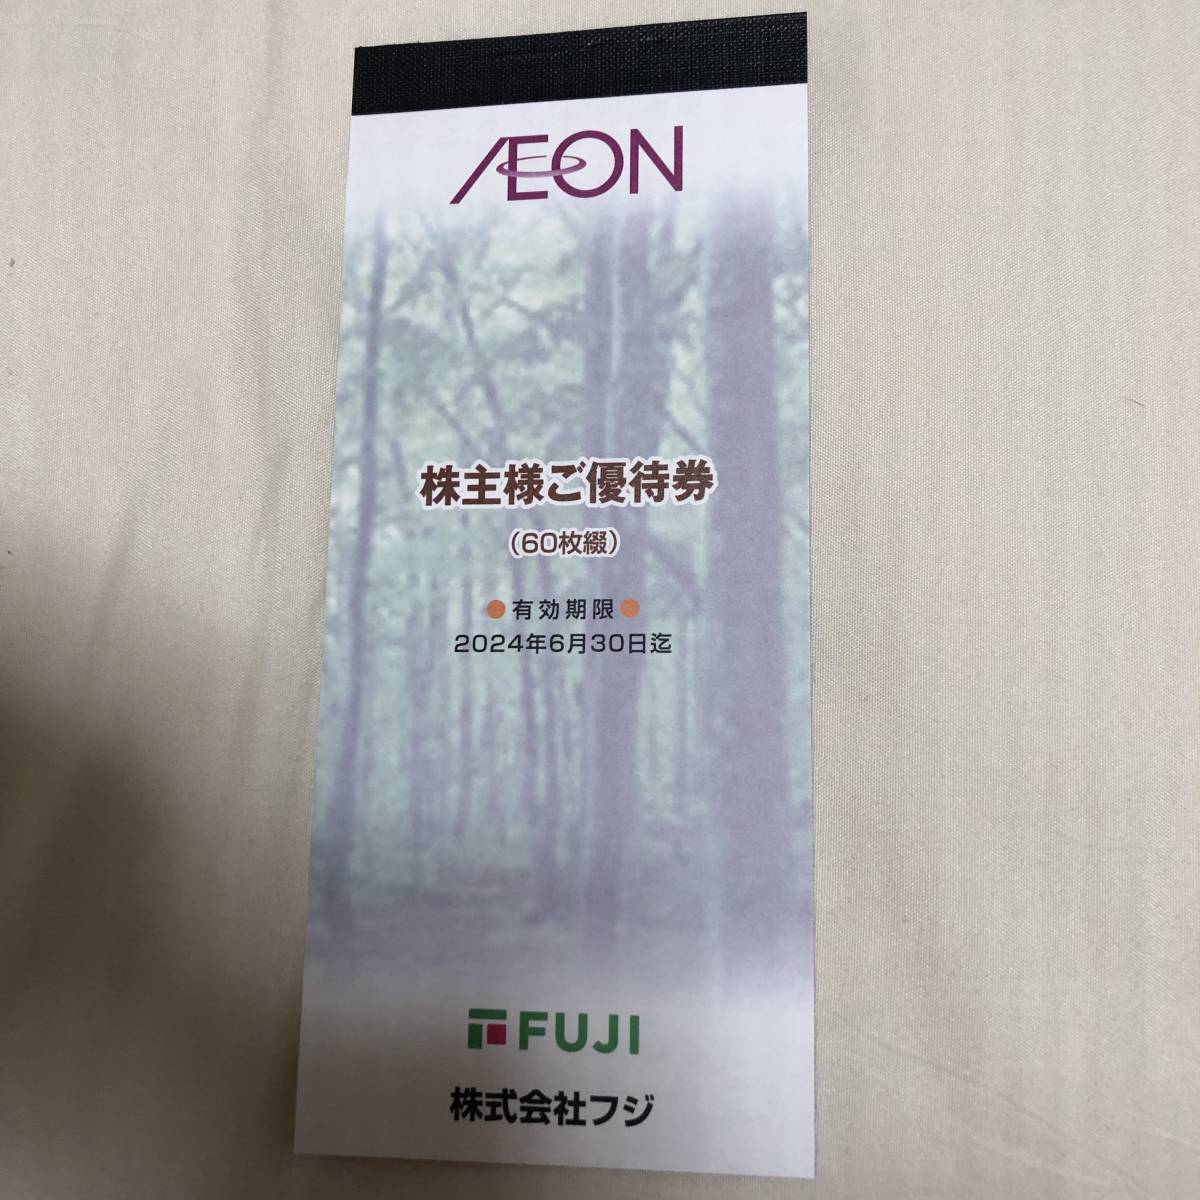 ÆON
株主様ご優待券
(60枚綴)
●有効期限●
2024年6月30日迄
FUJI
株式会社フジ